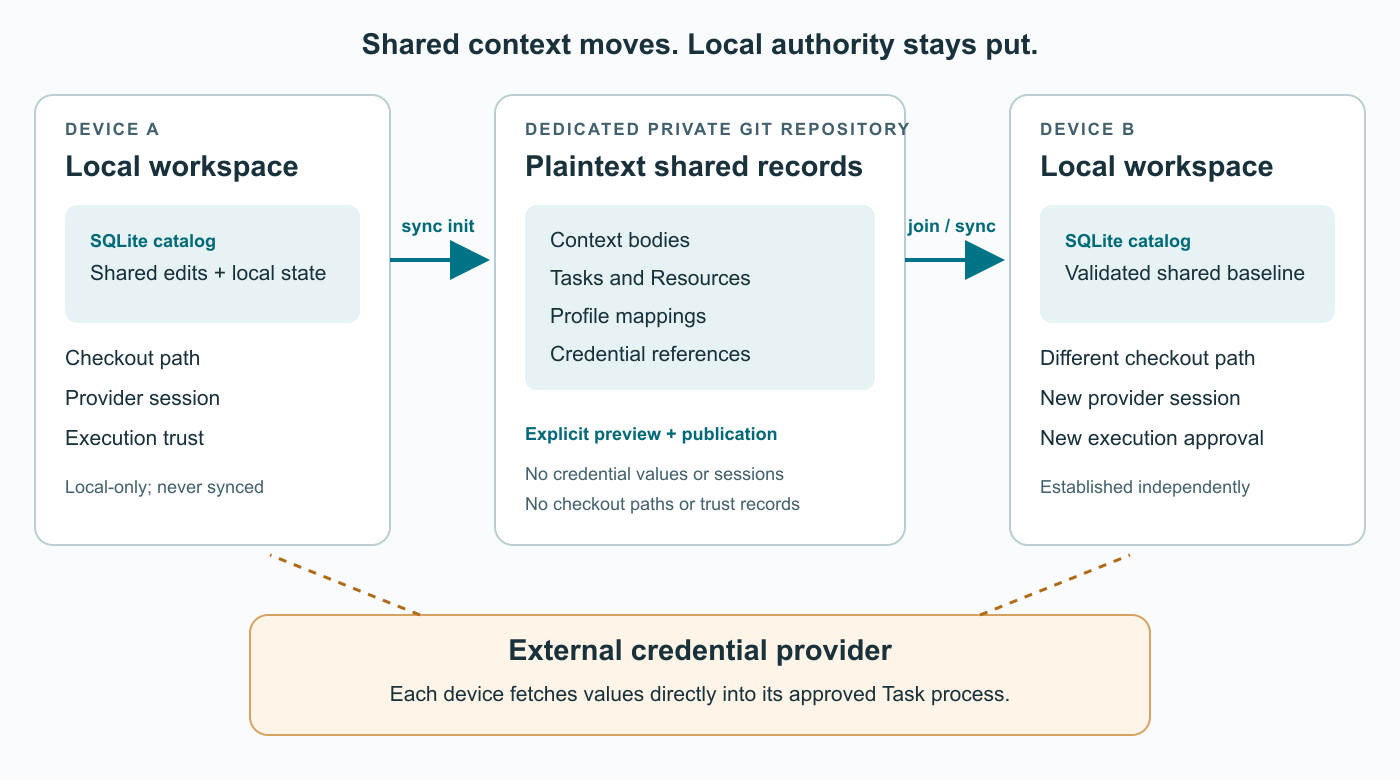 Shared context moves. Local authority stays put.
DEVICE A
Local workspace
SQLite catalog
Shared edits + local state
Checkout path
Provider session
Execution trust
Local-only; never synced
sync init
DEDICATED PRIVATE GIT REPOSITORY
Plaintext shared records
Context bodies
Tasks and Resources
Profile mappings
Credential references
Explicit preview + publication
No credential values or sessions
No checkout paths or trust records
join / sync
DEVICE B
Local workspace
SQLite catalog
Validated shared baseline
Different checkout path
New provider session
New execution approval
Established independently
External credential provider
Each device fetches values directly into its approved Task process.